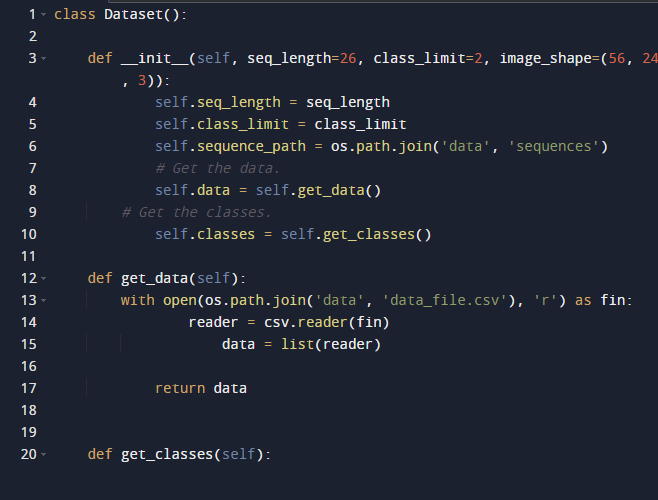 1 class Dataset():
2
3     def __init__(self, seq_length=26, class_limit=2, image_shape=(56, 24
        , 3)):
4             self.seq_length = seq_length
5             self.class_limit = class_limit
6             self.sequence_path = os.path.join('data', 'sequences')
7             # Get the data.
8             self.data = self.get_data()
9         # Get the classes.
10             self.classes = self.get_classes()
11
12     def get_data(self):
13         with open(os.path.join('data', 'data_file.csv'), 'r') as fin:
14                 reader = csv.reader(fin)
15                     data = list(reader)
16
17             return data
18
19
20     def get_classes(self):